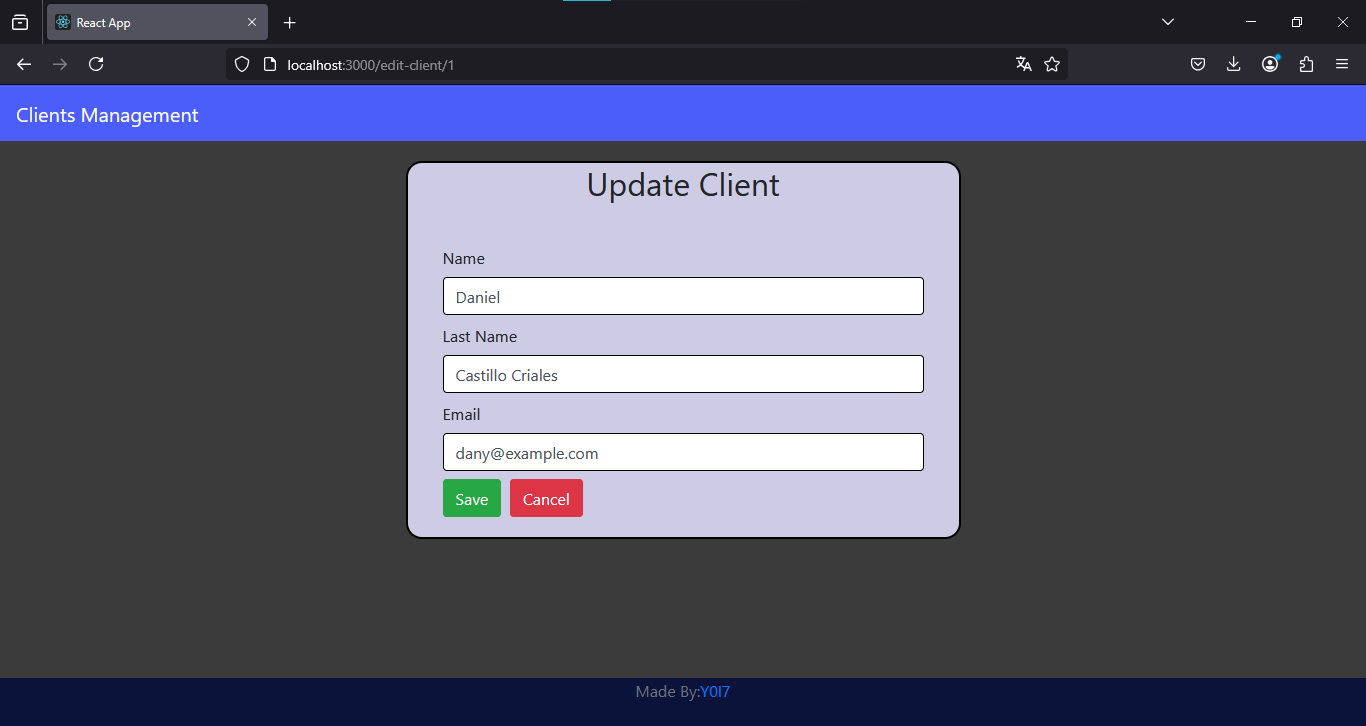 React App
localhost:3000/edit-client/1
Clients Management
Update Client
Name
Daniel
Last Name
Castillo Criales
Email
dany@example.com
Save Cancel
Made By:Y0I7